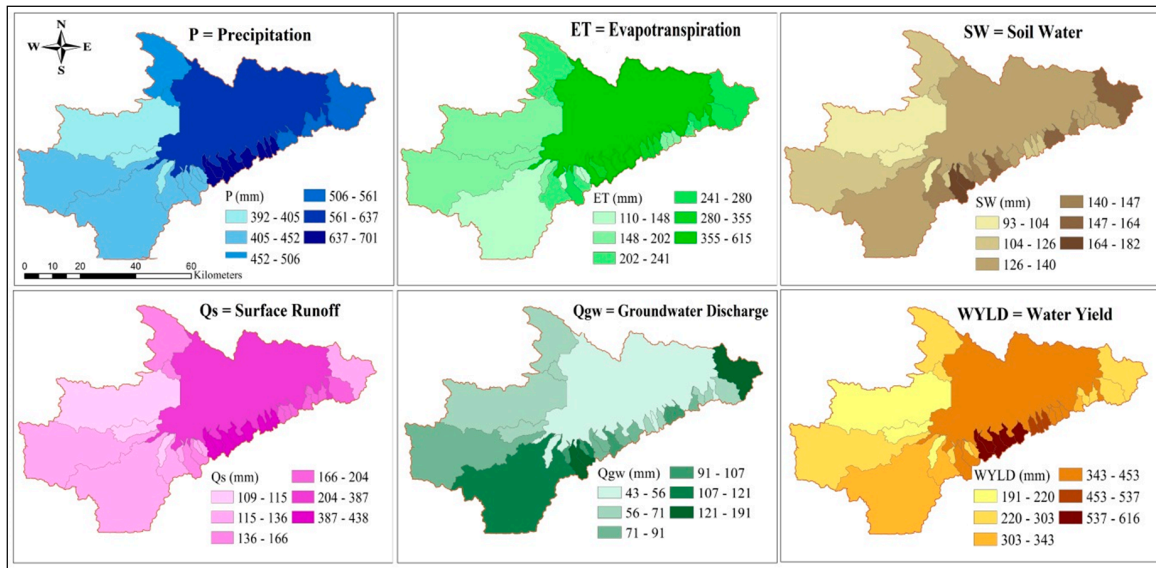 N
W E
S
P = Precipitation
P (mm)
392 - 405
405 - 452
452 - 506
506 - 561
561 - 637
637 - 701
0 10 20 40 60
Kilometers
ET = Evapotranspiration
ET (mm)
110 - 148
148 - 202
202 - 241
241 - 280
280 - 355
355 - 615
SW = Soil Water
SW (mm)
93 - 104
104 - 126
126 - 140
140 - 147
147 - 164
164 - 182
Qs = Surface Runoff
Qs (mm)
109 - 115
115 - 136
136 - 166
166 - 204
204 - 387
387 - 438
Qgw = Groundwater Discharge
Qgw (mm)
43 - 56
56 - 71
71 - 91
91 - 107
107 - 121
121 - 191
WYLD = Water Yield
WYLD (mm)
191 - 220
220 - 303
303 - 343
343 - 453
453 - 537
537 - 616